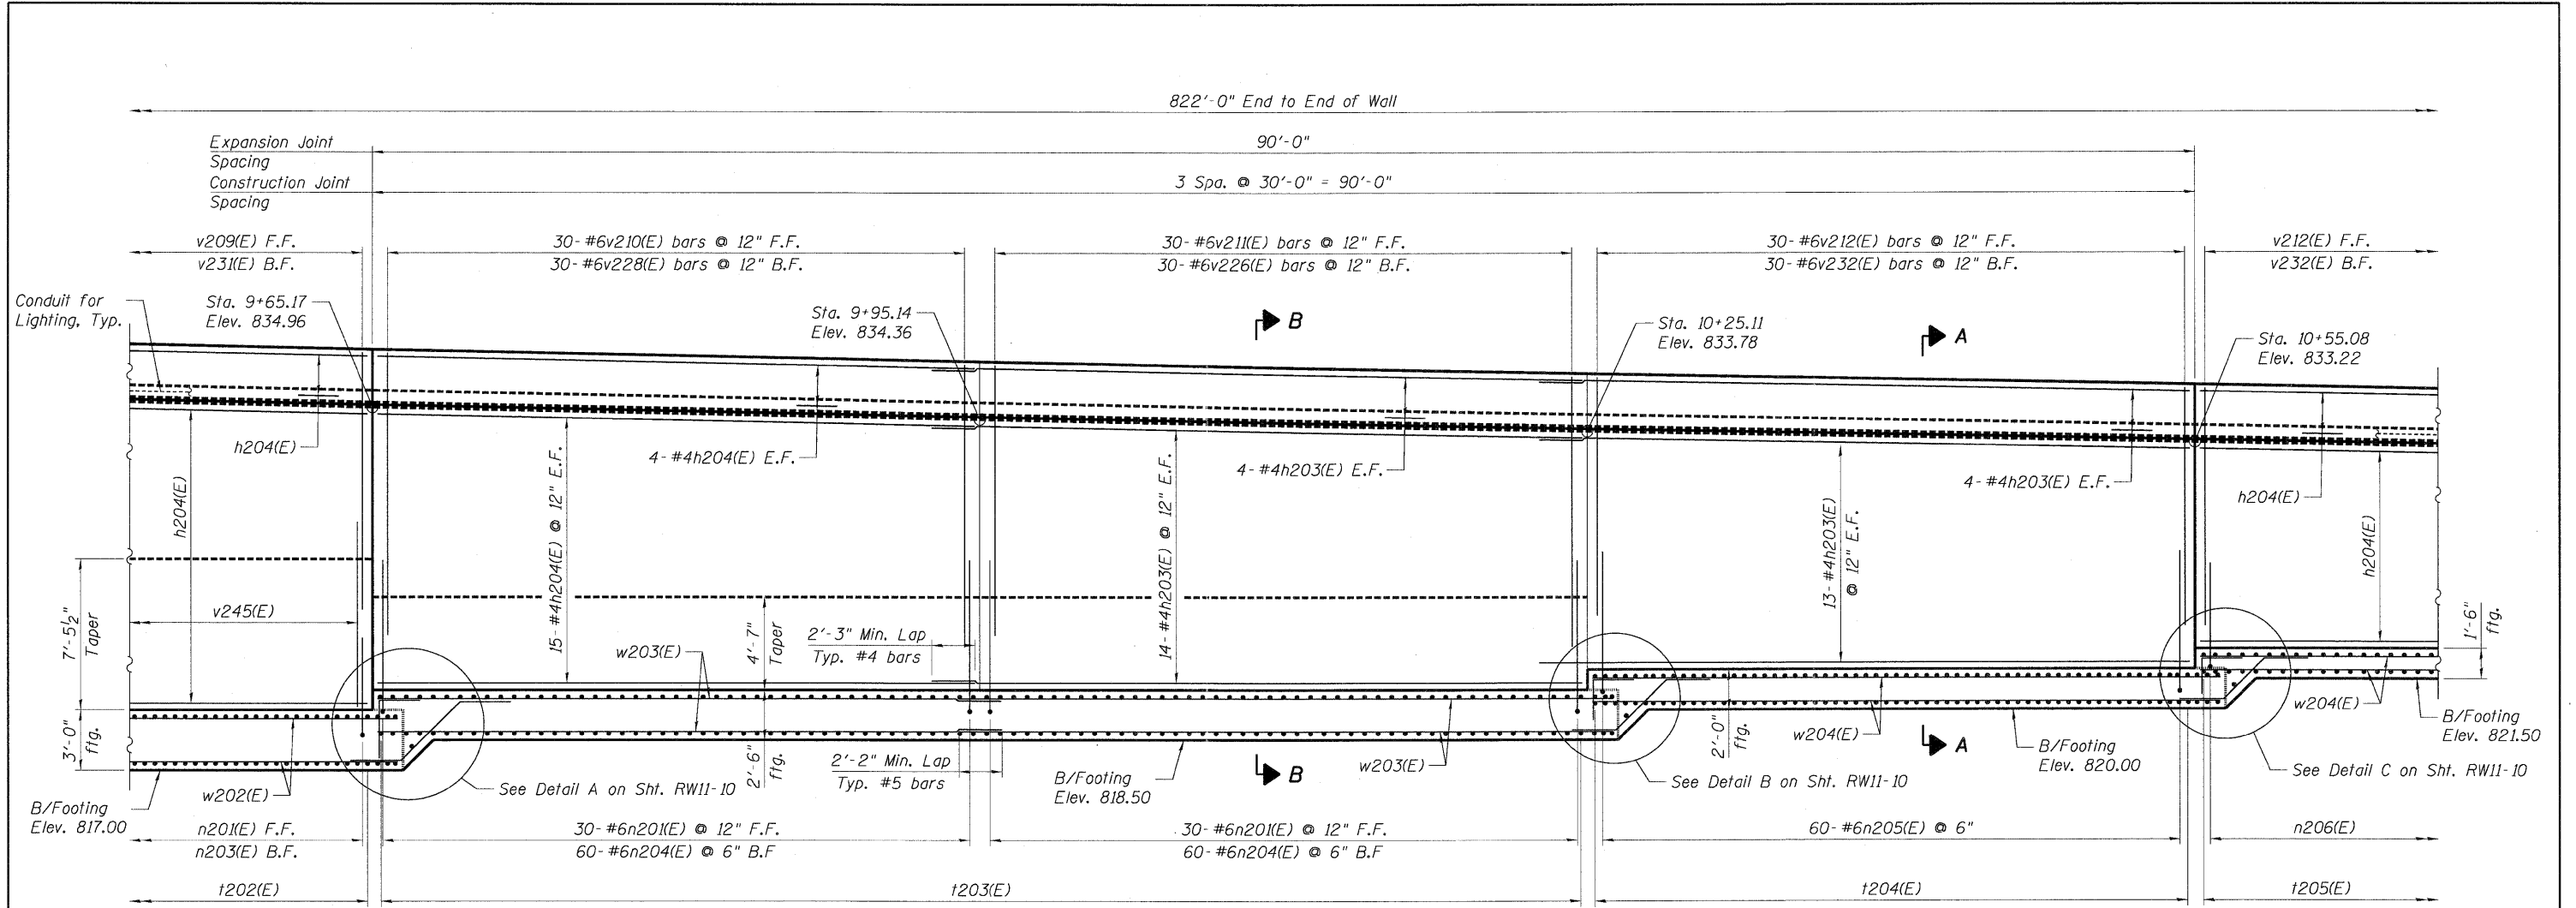 822'-0" End to End of Wall
Expansion Joint
Spacing
90'-0"
Construction Joint
Spacing
3 Spa. @ 30'-0" = 90'-0"
v209(E) F.F.
v231(E) B.F.
30-#6v210(E) bars @ 12" F.F.
30-#6v228(E) bars @ 12" B.F.
30-#6v211(E) bars @ 12" F.F.
30-#6v226(E) bars @ 12" B.F.
30-#6v212(E) bars @ 12" F.F.
30-#6v232(E) bars @ 12" B.F.
v212(E) F.F.
v232(E) B.F.
Conduit for
Lighting, Typ.
Sta. 9+65.17
Elev. 834.96
Sta. 9+95.14
Elev. 834.36
B
Sta. 10+25.11
Elev. 833.78
A
Sta. 10+55.08
Elev. 833.22
h204(E)
4-#4h204(E) E.F.
4-#4h203(E) E.F.
4-#4h203(E) E.F.
h204(E)
h204(E)
15-#4h204(E) @ 12" E.F.
14-#4h203(E) @ 12" E.F.
13-#4h203(E)
@ 12" E.F.
h204(E)
7'-5½"
Taper
v245(E)
4'-7"
Taper
2'-3" Min. Lap
Typ. #4 bars
w203(E)
1'-6"
ftg.
3'-0"
ftg.
w202(E)
See Detail A on Sht. RW11-10
2'-6"
ftg.
2'-2" Min. Lap
Typ. #5 bars
B/Footing
Elev. 818.50
B
w203(E)
See Detail B on Sht. RW11-10
2'-0"
ftg.
w204(E)
A
B/Footing
Elev. 820.00
w204(E)
B/Footing
Elev. 821.50
See Detail C on Sht. RW11-10
B/Footing
Elev. 817.00
n201(E) F.F.
n203(E) B.F.
30-#6n201(E) @ 12" F.F.
60-#6n204(E) @ 6" B.F
30-#6n201(E) @ 12" F.F.
60-#6n204(E) @ 6" B.F
60-#6n205(E) @ 6"
n206(E)
t202(E)
t203(E)
t204(E)
t205(E)